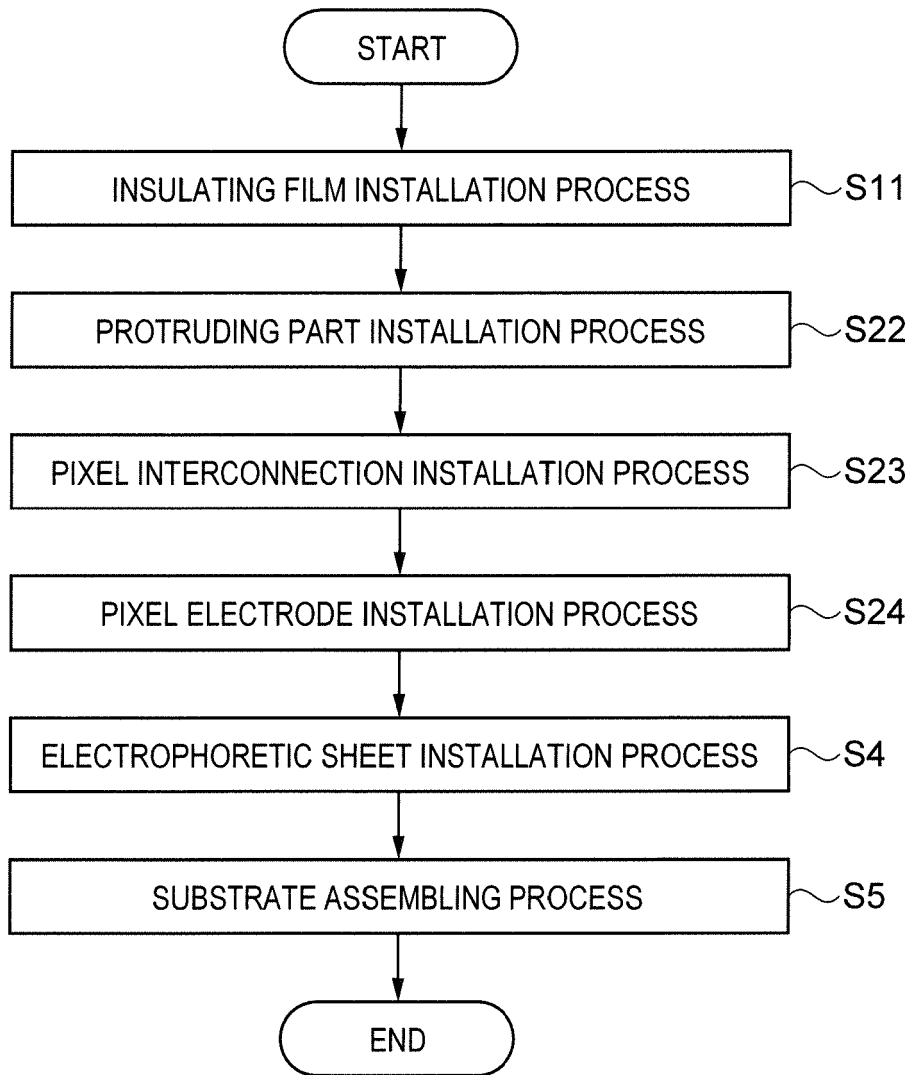 START
INSULATING FILM INSTALLATION PROCESS S11
PROTRUDING PART INSTALLATION PROCESS S22
PIXEL INTERCONNECTION INSTALLATION PROCESS S23
PIXEL ELECTRODE INSTALLATION PROCESS S24
ELECTROPHORETIC SHEET INSTALLATION PROCESS S4
SUBSTRATE ASSEMBLING PROCESS S5
END